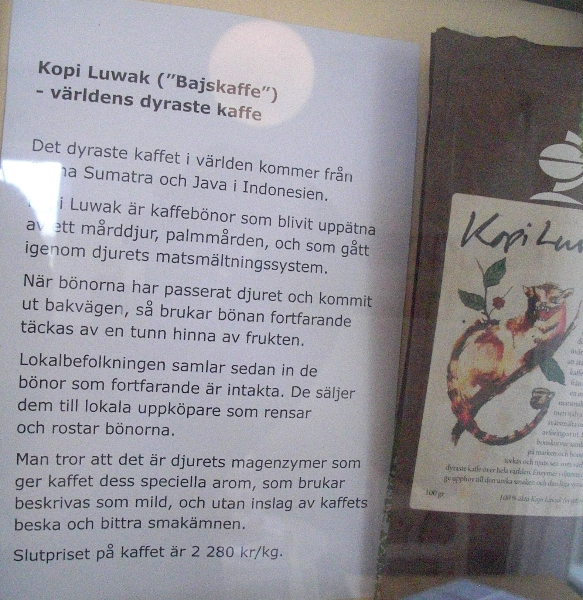 Kopi Luwak ("Bajskaffe")
- världens dyraste kaffe
Det dyraste kaffet i världen kommer från
Sumatra och Java i Indonesien.
Luwak är kaffebönor som blivit uppätna
av ett mårddjur, palmmården, och som gått
igenom djurets matsmältningssystem.
När bönorna har passerat djuret och kommit
ut bakvägen, så brukar bönan fortfarande
täckas av en tunn hinna av frukten.
Lokalbefolkningen samlar sedan in de
bönor som fortfarande är intakta. De säljer
dem till lokala uppköpare som rensar
och rostar bönorna.
Man tror att det är djurets magenzymer som
ger kaffet dess speciella arom, som brukar
beskrivas som mild, och utan inslag av kaffets
beska och bittra smakämnen.
Slutpriset på kaffet är 2 280 kr/kg.
Kopi
100 gr
100% äkta Kopi Luwak